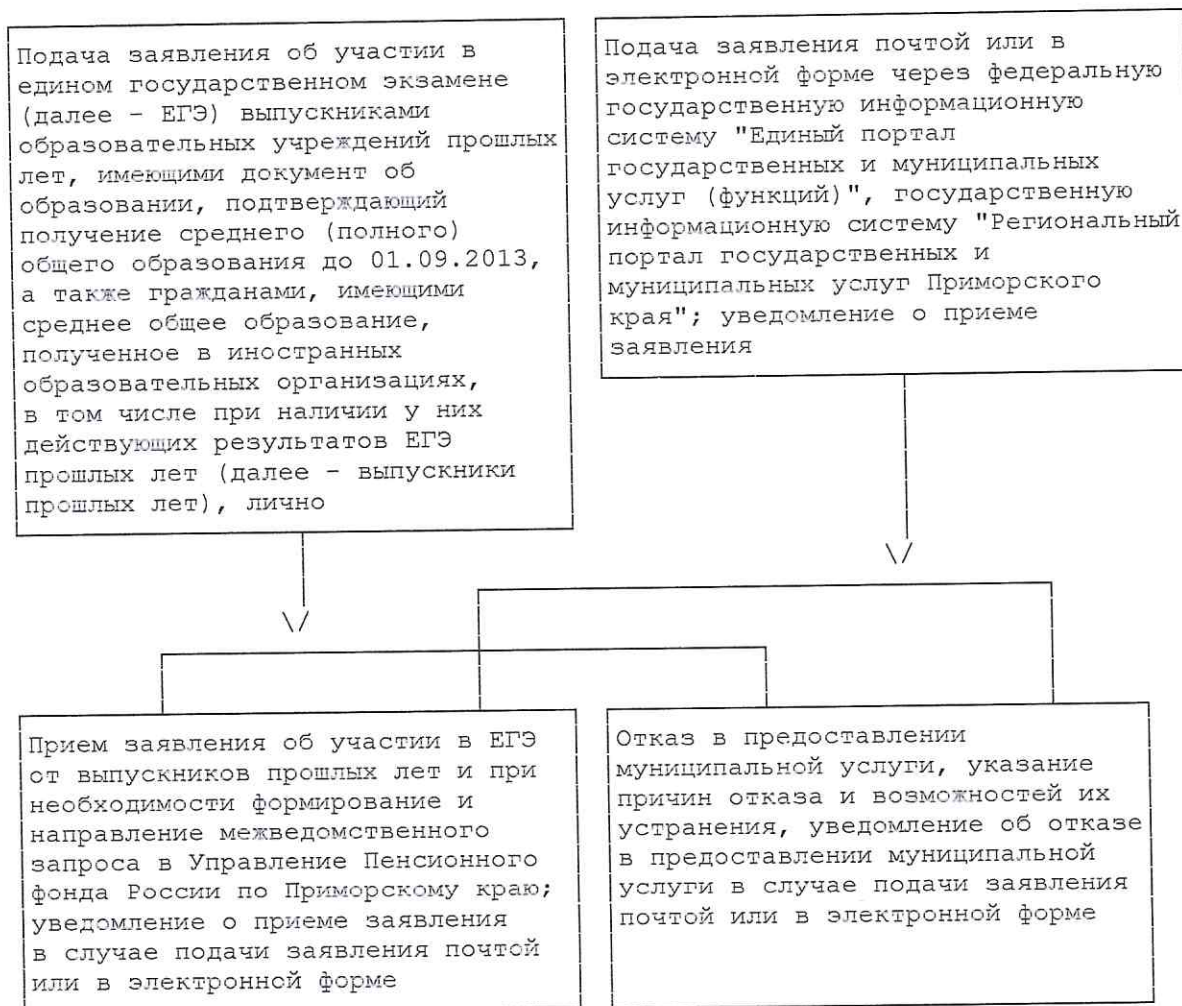 Подача заявления об участии в
едином государственном экзамене
(далее - ЕГЭ) выпускниками
образовательных учреждений прошлых
лет, имеющими документ об
образовании, подтверждающий
получение среднего (полного)
общего образования до 01.09.2013,
а также гражданами, имеющими
среднее общее образование,
полученное в иностранных
образовательных организациях,
в том числе при наличии у них
действующих результатов ЕГЭ
прошлых лет (далее - выпускники
прошлых лет), лично
Подача заявления почтой или в
электронной форме через федеральную
государственную информационную
систему "Единый портал
государственных и муниципальных
услуг (функций)", государственную
информационную систему "Региональный
портал государственных и
муниципальных услуг Приморского
края"; уведомление о приеме
заявления
Прием заявления об участии в ЕГЭ
от выпускников прошлых лет и при
необходимости формирование и
направление межведомственного
запроса в Управление Пенсионного
фонда России по Приморскому краю;
уведомление о приеме заявления
в случае подачи заявления почтой
или в электронной форме
Отказ в предоставлении
муниципальной услуги, указание
причин отказа и возможностей их
устранения, уведомление об отказе
в предоставлении муниципальной
услуги в случае подачи заявления
почтой или в электронной форме